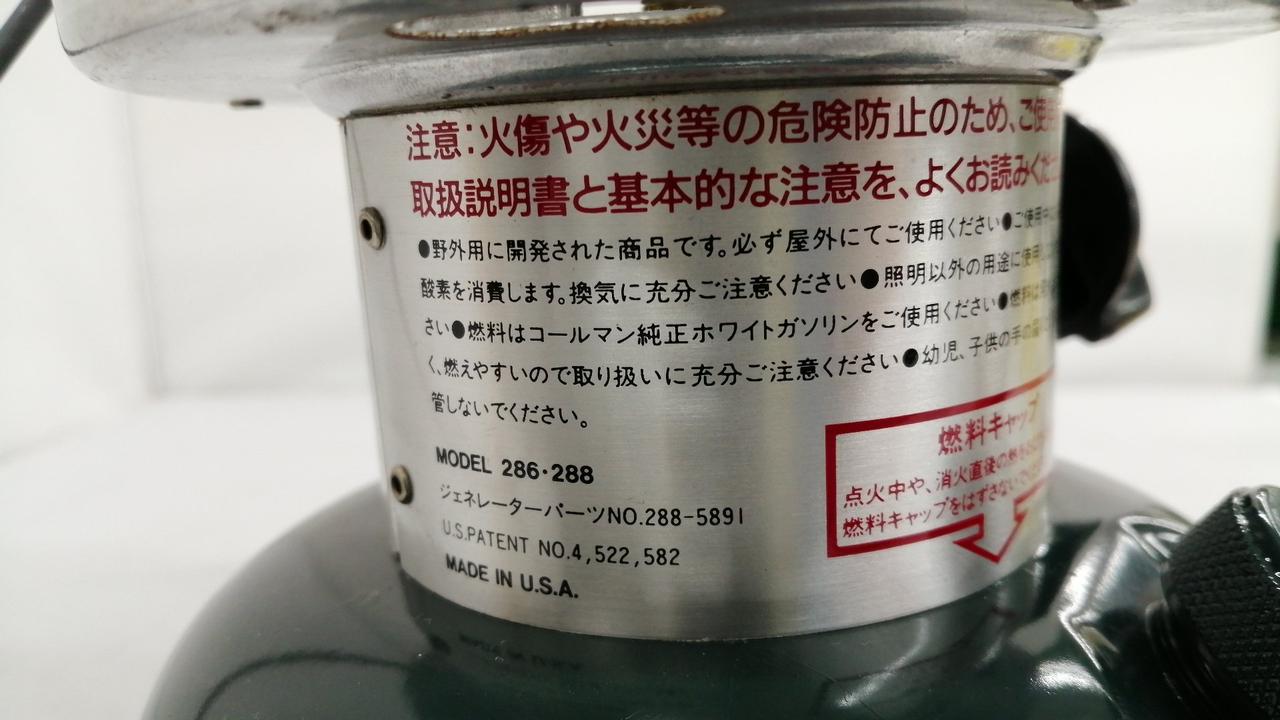 注意:火傷や火災等の危険防止のため、ご使
取扱説明書と基本的な注意を、よくお読みくだ
●野外用に開発された商品です。必ず屋外にてご使用ください●ご使用中
酸素を消費します。換気に充分ご注意ください●照明以外の用途に使用
さい●燃料はコールマン純正ホワイトガソリンをご使用ください●燃料は
く、燃えやすいので取り扱いに充分ご注意ください●幼児、子供の手の
管しないでください。
MODEL 286・288
ジェネレーターパーツNO.288-5891
U.S.PATENT NO.4,522,582
MADE IN U.S.A.
燃料キャップ
点火中や、消火直後の
燃料キャップをはずさないで